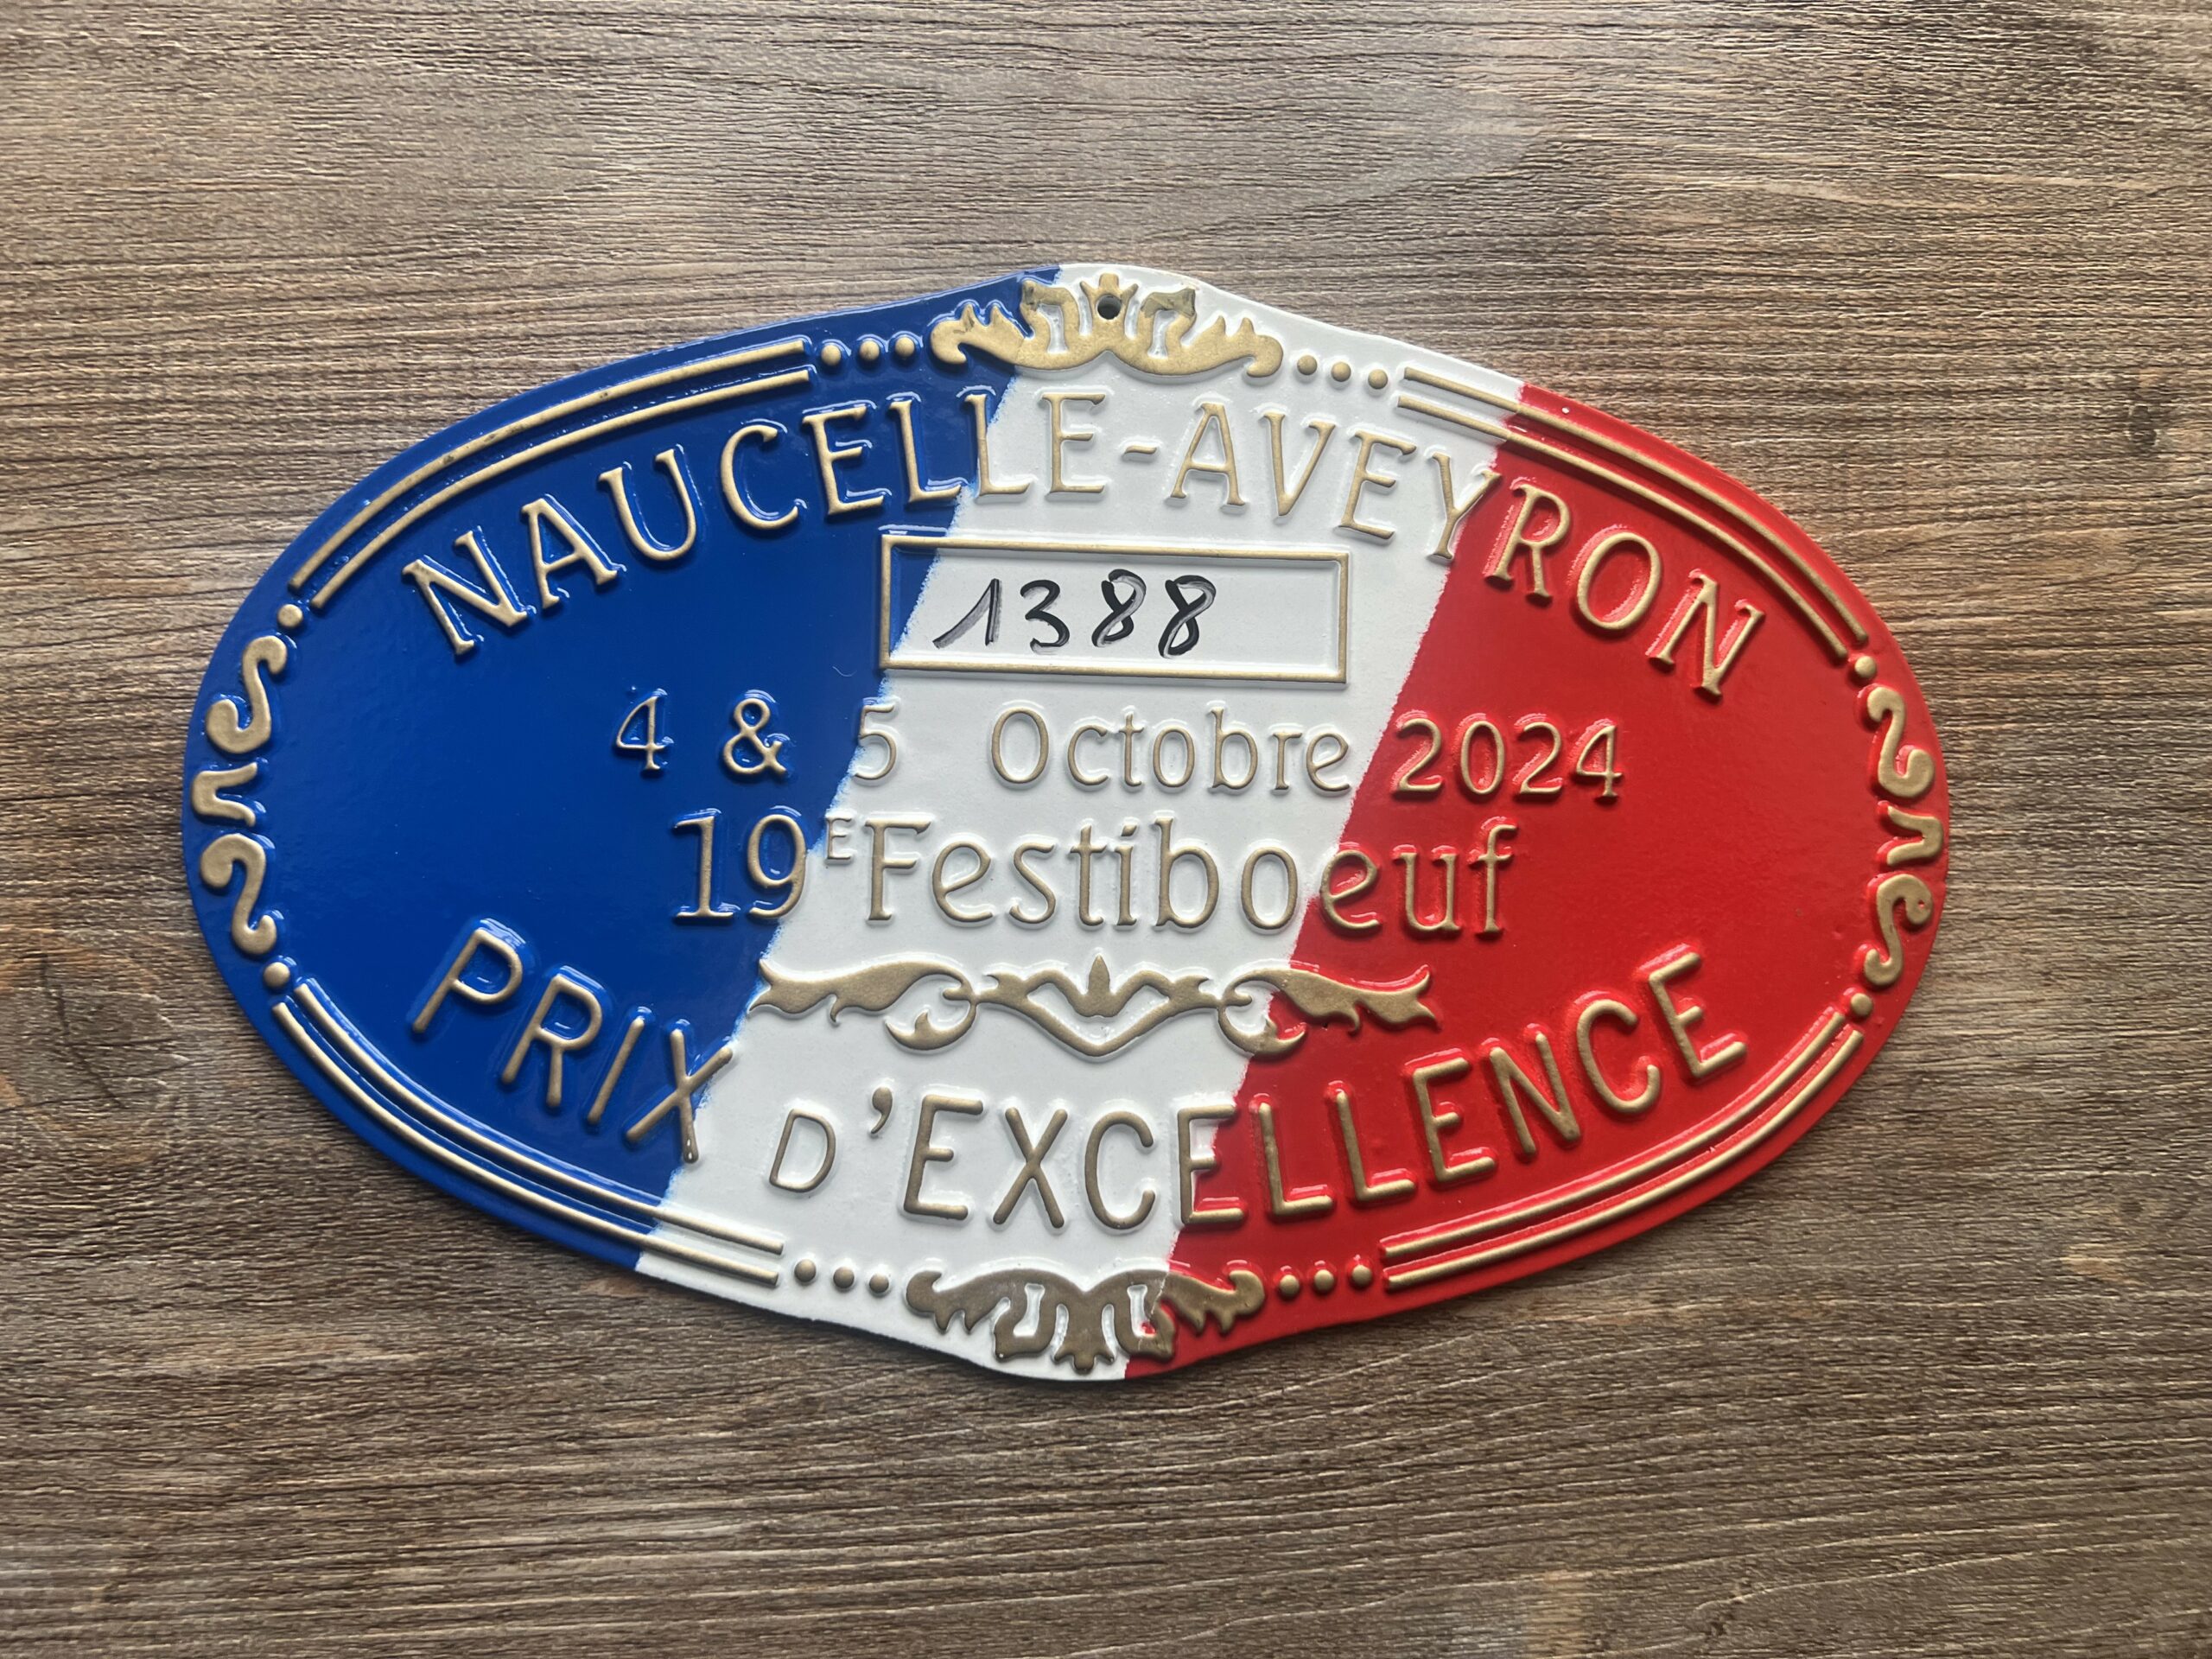 NAUCELLE-AVEYRON
1388
4 & 5 Octobre 2024
19E Festiboeuf
PRIX D'EXCELLENCE